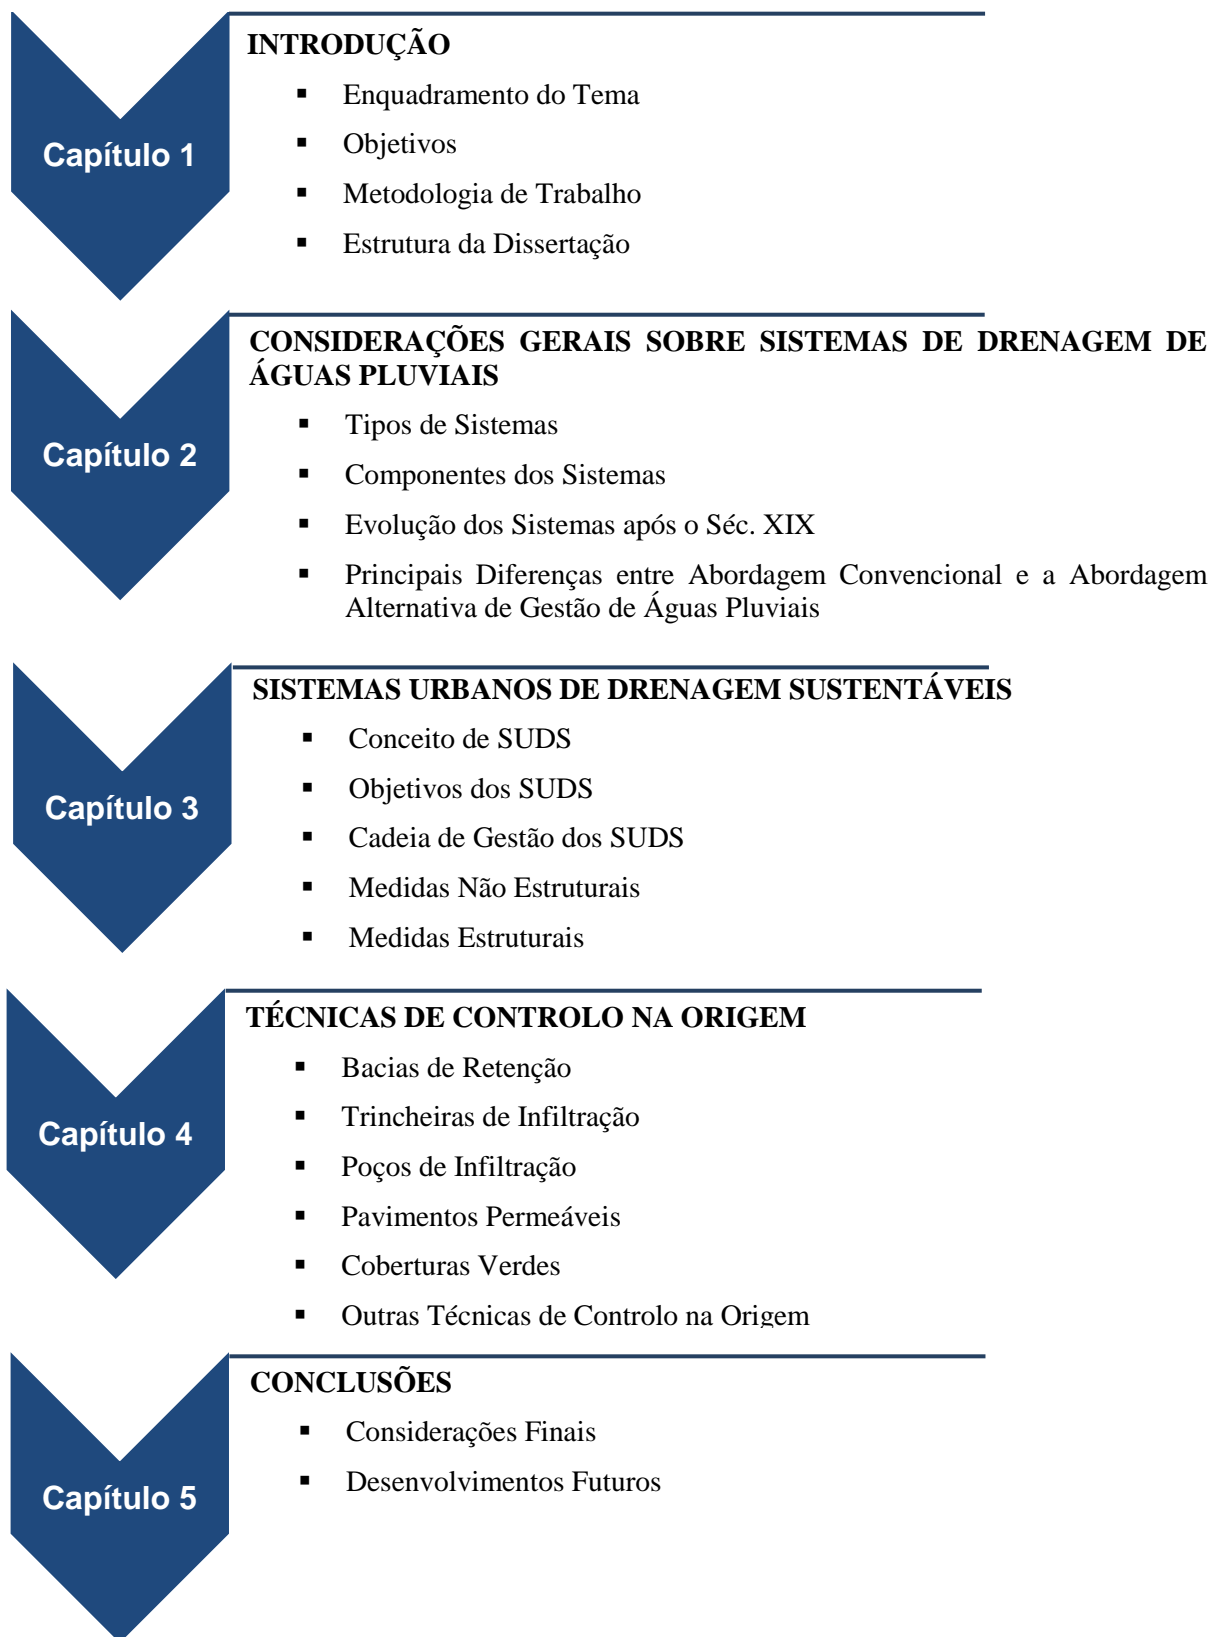 Capítulo 1
INTRODUÇÃO
▪ Enquadramento do Tema
▪ Objetivos
▪ Metodologia de Trabalho
▪ Estrutura da Dissertação
Capítulo 2
CONSIDERAÇÕES GERAIS SOBRE SISTEMAS DE DRENAGEM DE
ÁGUAS PLUVIAIS
▪ Tipos de Sistemas
▪ Componentes dos Sistemas
▪ Evolução dos Sistemas após o Séc. XIX
▪ Principais Diferenças entre Abordagem Convencional e a Abordagem
Alternativa de Gestão de Águas Pluviais
Capítulo 3
SISTEMAS URBANOS DE DRENAGEM SUSTENTÁVEIS
▪ Conceito de SUDS
▪ Objetivos dos SUDS
▪ Cadeia de Gestão dos SUDS
▪ Medidas Não Estruturais
▪ Medidas Estruturais
Capítulo 4
TÉCNICAS DE CONTROLO NA ORIGEM
▪ Bacias de Retenção
▪ Trincheiras de Infiltração
▪ Poços de Infiltração
▪ Pavimentos Permeáveis
▪ Coberturas Verdes
▪ Outras Técnicas de Controlo na Origem
Capítulo 5
CONCLUSÕES
▪ Considerações Finais
▪ Desenvolvimentos Futuros